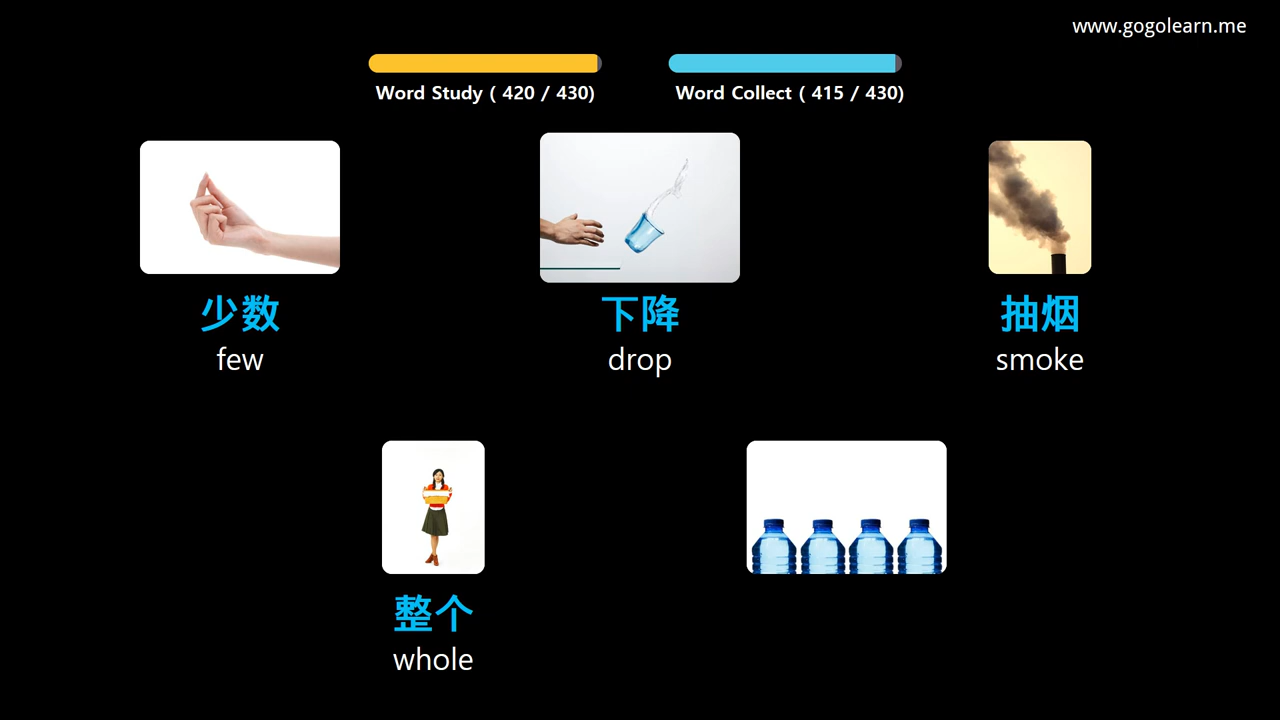 www.gogolearn.me
Word Study ( 420 / 430)
Word Collect ( 415 / 430)
少数
few
下降
drop
抽烟
smoke
整个
whole